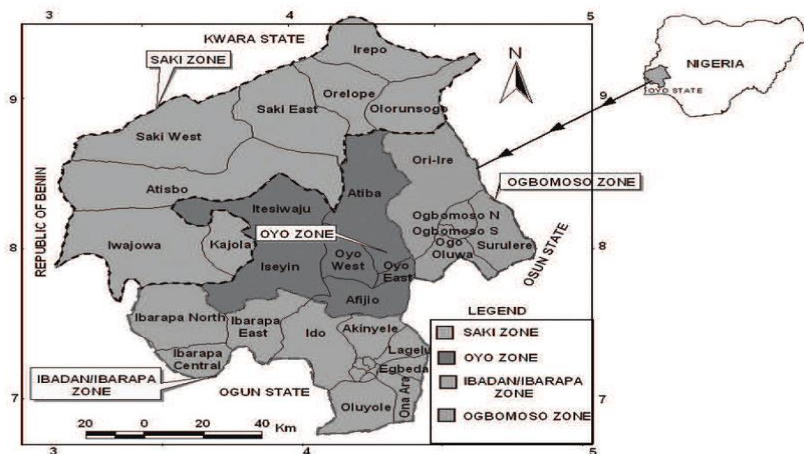 3
4
5
KWARA STATE
SAKI ZONE
N
Irepo
Orelope
Saki East
Olorunsogo
NIGERIA
OYO STATE
9
9
Saki West
Ori-Ire
Atisbo
Atiba
OGBOMOSO ZONE
Itesiwaju
REPUBLIC OF BENIN
Ogbomoso N
OYO ZONE
Ogbomoso S
8
8
Iwajowa
Kajola
Ogo
Oluwa
Surulere
Iseyin
Oyo
West
Oyo
East
OSUN STATE
Afijio
Ibarapa North
Ibarapa
East
Ido
Akinyele
Ibarapa
Central
Lagelu
Egbeda
IBADAN/IBARAPA
ZONE
OGUN STATE
Ona Ara
Oluyole
7
7
LEGEND
SAKI ZONE
OYO ZONE
IBADAN/IBARAPA
ZONE
OGBOMOSO ZONE
20
0
20
40
Km
3
4
5